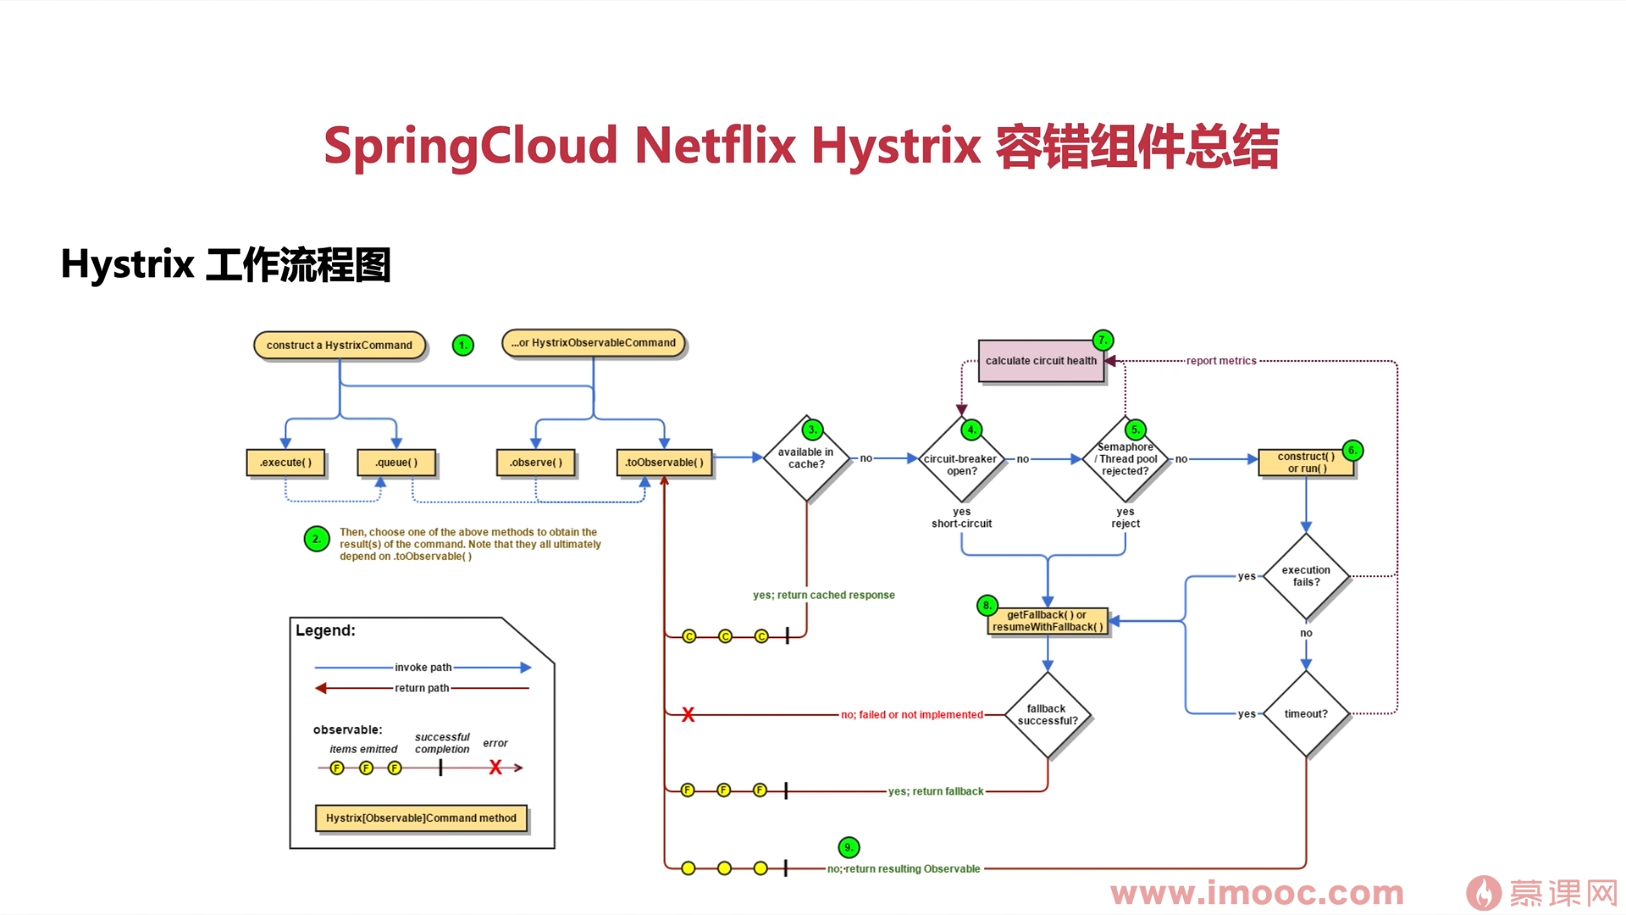 SpringCloud Netflix Hystrix 容错组件总结
Hystrix 工作流程图
construct a HystrixCommand
1.
...or HystrixObservableCommand
.execute( )
.queue( )
.observe( )
.toObservable( )
2.
Then, choose one of the above methods to obtain the
result(s) of the command. Note that they all ultimately
depend on .toObservable( )
3.
available in
cache?
no
4.
circuit-breaker
open?
no
5.
Semaphore
/ Thread pool
rejected?
no
6.
construct( )
or run( )
7.
calculate circuit health
report metrics
yes
short-circuit
yes
reject
execution
fails?
yes
no
timeout?
yes
8.
getFallback( ) or
resumeWithFallback( )
fallback
successful?
yes; return cached response
C C C
no; failed or not implemented
X
yes; return fallback
F F F
9.
no; return resulting Observable
Legend:
invoke path
return path
observable:
items emitted
successful
completion
error
F F F
X
Hystrix[Observable]Command method
www.imooc.com
慕课网